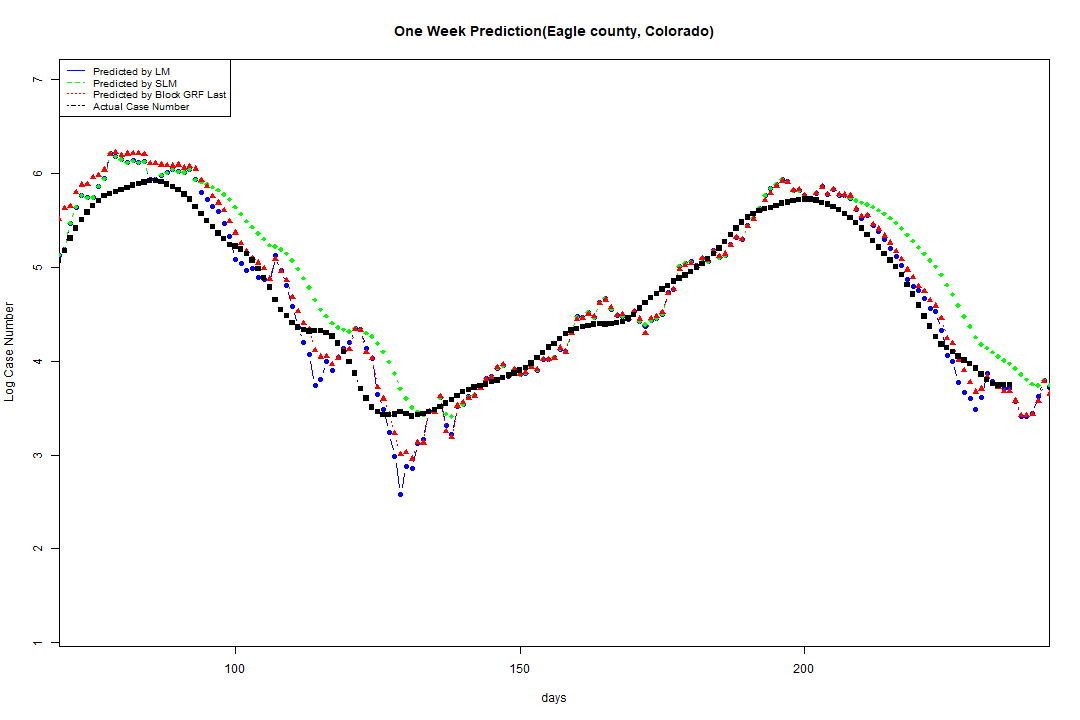 One Week Prediction(Eagle county, Colorado)
Predicted by LM
Predicted by SLM
Predicted by Block GRF Last
Actual Case Number
7
6
5
4
3
2
1
Log Case Number
100
150
200
days